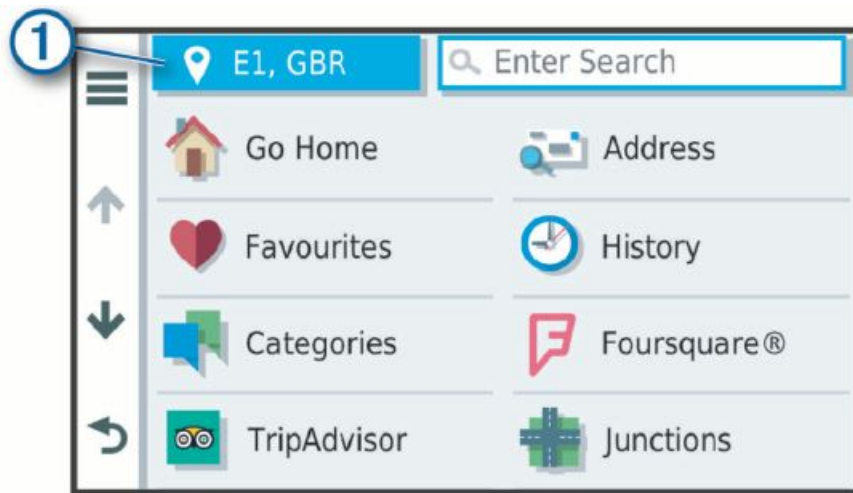 1
E1, GBR
Enter Search
Go Home
Address
Favourites
History
Categories
Foursquare®
TripAdvisor
Junctions